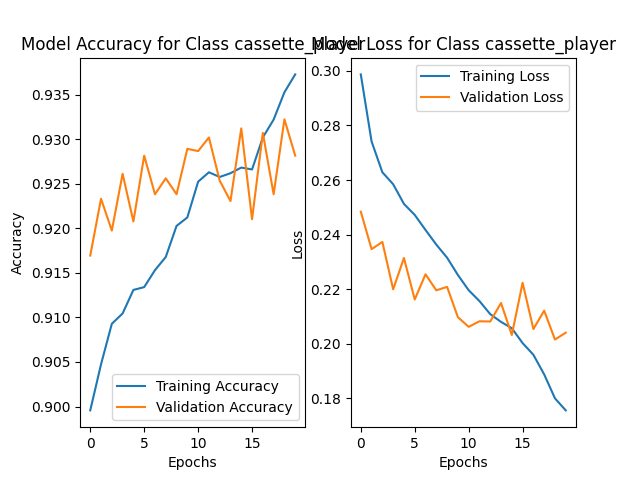 Model Accuracy for Class cassette_player
Model Loss for Class cassette_player
Accuracy
0.935
0.930
0.925
0.920
0.915
0.910
0.905
0.900
Training Accuracy
Validation Accuracy
0
5
10
15
Epochs
Loss
0.30
0.28
0.26
0.24
0.22
0.20
0.18
Training Loss
Validation Loss
0
5
10
15
Epochs